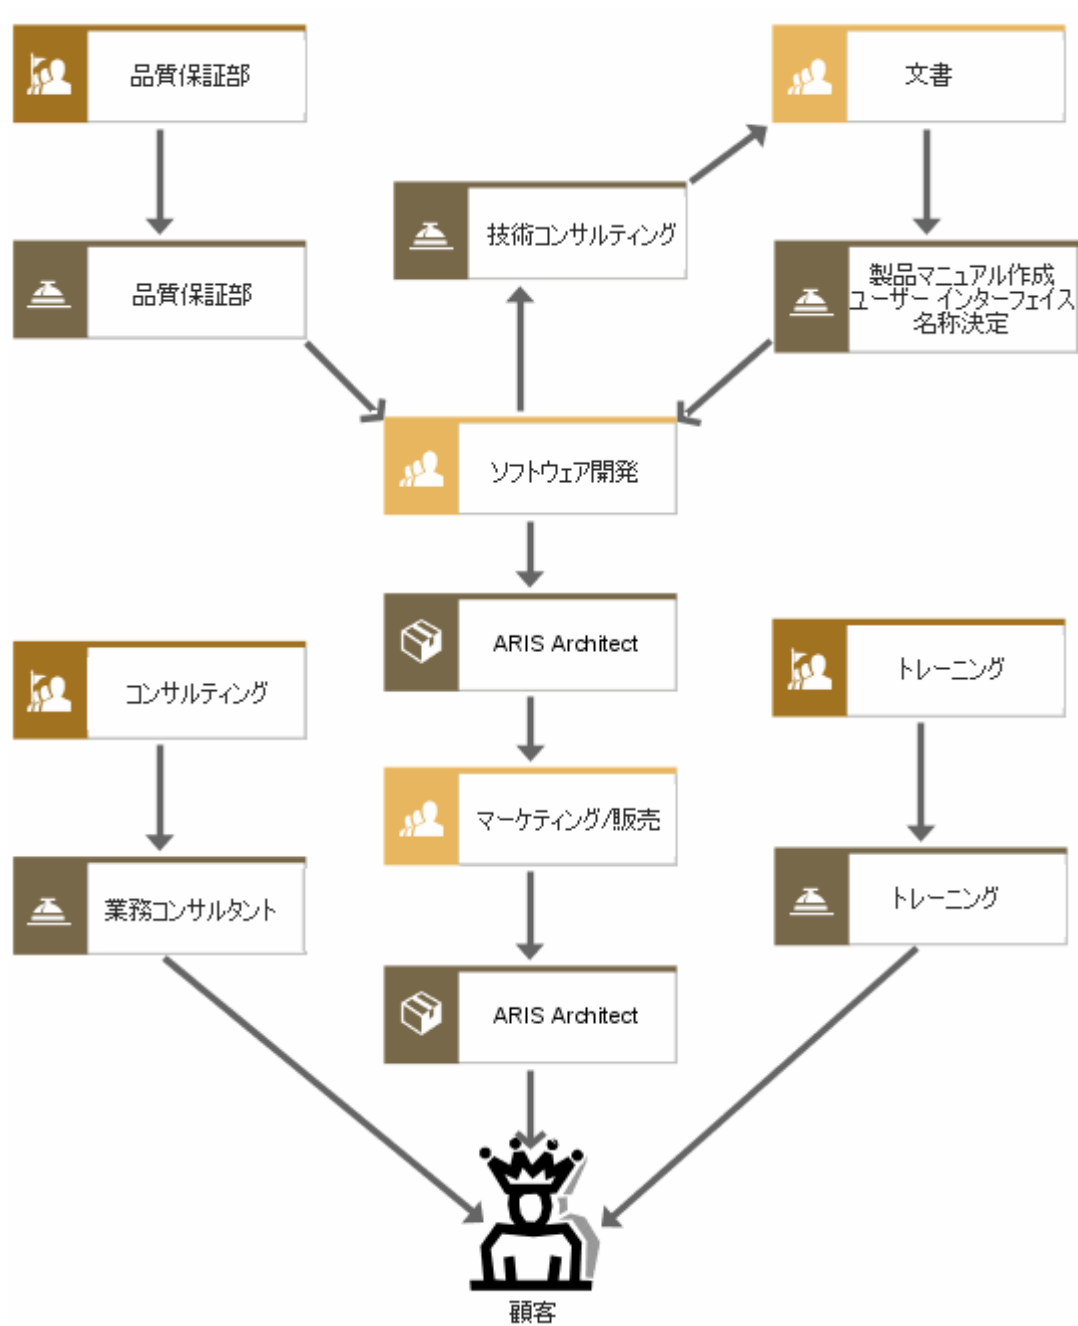 品質保証部
文書
技術コンサルティング
品質保証部
製品マニュアル作成
ユーザー インターフェイス
名称決定
ソフトウェア開発
ARIS Architect
コンサルティング
トレーニング
マーケティング/販売
業務コンサルタント
トレーニング
ARIS Architect
顧客